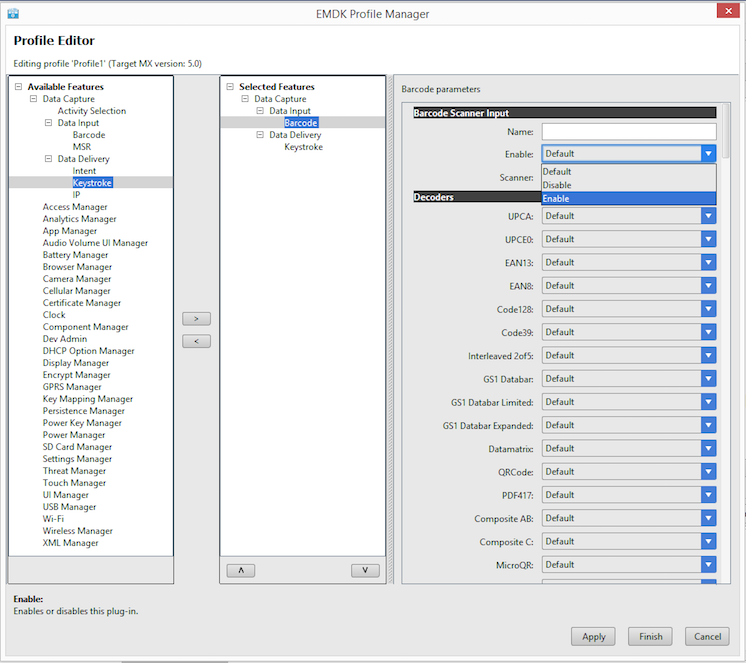 EMDK Profile Manager
Profile Editor
Editing profile 'Profile1' (Target MX version: 5.0)
Available Features
Data Capture
Activity Selection
Data Input
Barcode
MSR
Data Delivery
Intent
Keystroke
IP
Access Manager
Analytics Manager
App Manager
Audio Volume UI Manager
Battery Manager
Browser Manager
Camera Manager
Cellular Manager
Certificate Manager
Clock
Component Manager
Dev Admin
DHCP Option Manager
Display Manager
Encrypt Manager
GPRS Manager
Key Mapping Manager
Persistence Manager
Power Key Manager
Power Manager
SD Card Manager
Settings Manager
Threat Manager
Touch Manager
UI Manager
USB Manager
Wi-Fi
Wireless Manager
XML Manager
>
<
Selected Features
Data Capture
Data Input
Barcode
Data Delivery
Keystroke
Barcode parameters
Barcode Scanner Input
Name:
Enable: Default
Default
Scanner:
Disable
Enable
Decoders
UPCA: Default
UPCE0: Default
EAN13: Default
EAN8: Default
Code128: Default
Code39: Default
Interleaved 2of5: Default
GS1 Databar: Default
GS1 Databar Limited: Default
GS1 Databar Expanded: Default
Datamatrix: Default
QRCode: Default
PDF417: Default
Composite AB: Default
Composite C: Default
MicroQR: Default
Enable:
Enables or disables this plug-in.
Apply Finish Cancel